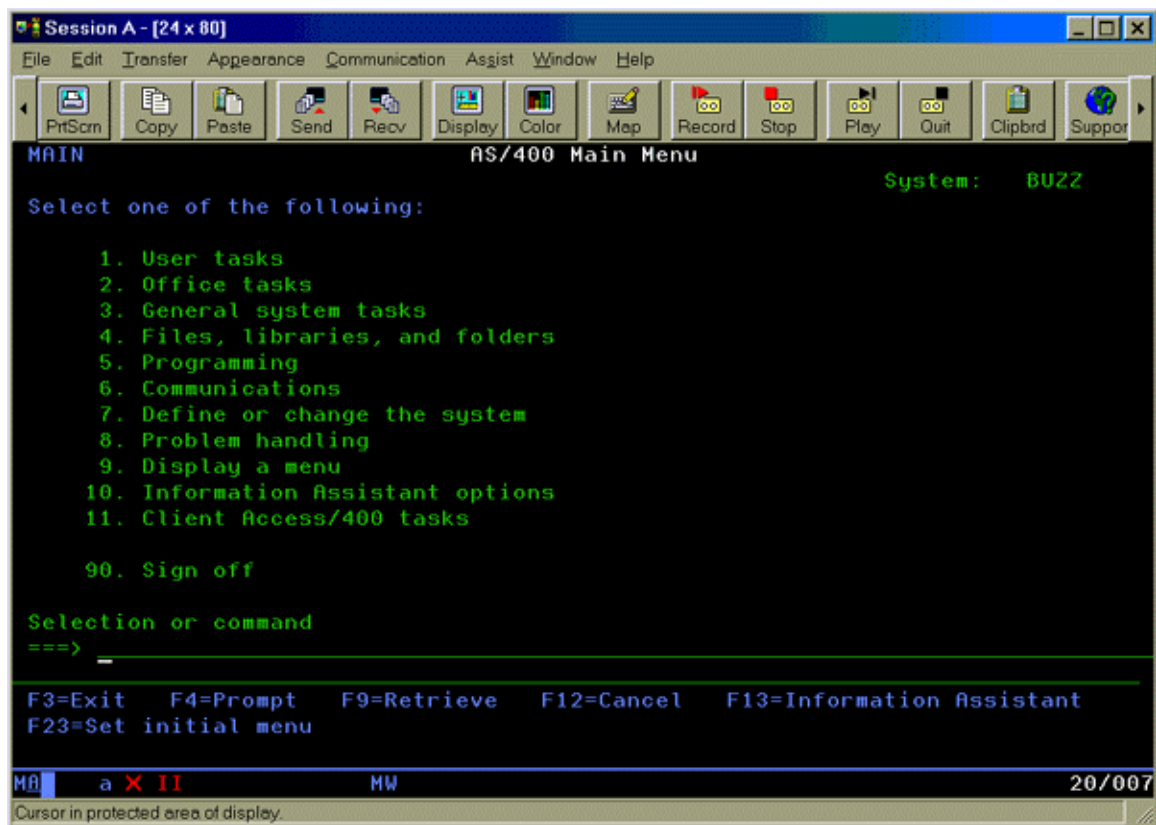 Session A - [24 x 80]
File Edit Transfer Appearance Communication Assist Window Help
PrtScrn Copy Paste Send Recv Display Color Map Record Stop Play Quit Clipbrd Suppor
MAIN AS/400 Main Menu
System: BUZZ
Select one of the following:
1. User tasks
2. Office tasks
3. General system tasks
4. Files, libraries, and folders
5. Programming
6. Communications
7. Define or change the system
8. Problem handling
9. Display a menu
10. Information Assistant options
11. Client Access/400 tasks
90. Sign off
Selection or command
===>
F3=Exit F4=Prompt F9=Retrieve F12=Cancel F13=Information Assistant
F23=Set initial menu
MA a X II MW 20/007
Cursor in protected area of display.